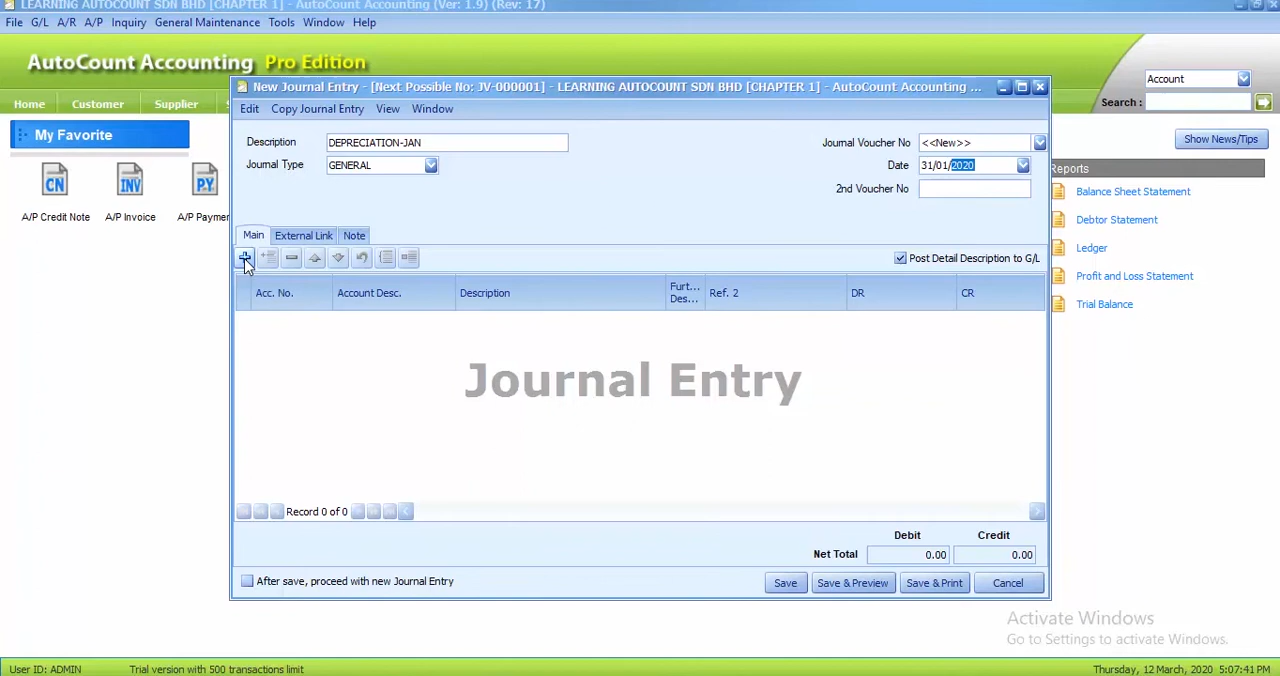 LEARNING AUTOCOUNT SDN BHD [CHAPTER 1] - AutoCount Accounting (Ver: 1.9) (Rev: 17)
File G/L A/R A/P Inquiry General Maintenance Tools Window Help
AutoCount Accounting Pro Edition
Account
Search :
Home Customer Supplier S
My Favorite
Show News/Tips
A/P Credit Note A/P Invoice A/P Paymen
Reports
Balance Sheet Statement
Debtor Statement
Ledger
Profit and Loss Statement
Trial Balance
New Journal Entry - [Next Possible No: JV-000001] - LEARNING AUTOCOUNT SDN BHD [CHAPTER 1] - AutoCount Accounting ...
Edit Copy Journal Entry View Window
Description DEPRECIATION-JAN Journal Voucher No <<New>>
Journal Type GENERAL Date 31/01/2020
2nd Voucher No
Main External Link Note
Post Detail Description to G/L
Acc. No. Account Desc. Description Furt... Des... Ref. 2 DR CR
Journal Entry
Record 0 of 0
Debit Credit
Net Total 0.00 0.00
After save, proceed with new Journal Entry Save Save & Preview Save & Print Cancel
Activate Windows
Go to Settings to activate Windows.
User ID: ADMIN Trial version with 500 transactions limit Thursday, 12 March, 2020 5:07:41 PM